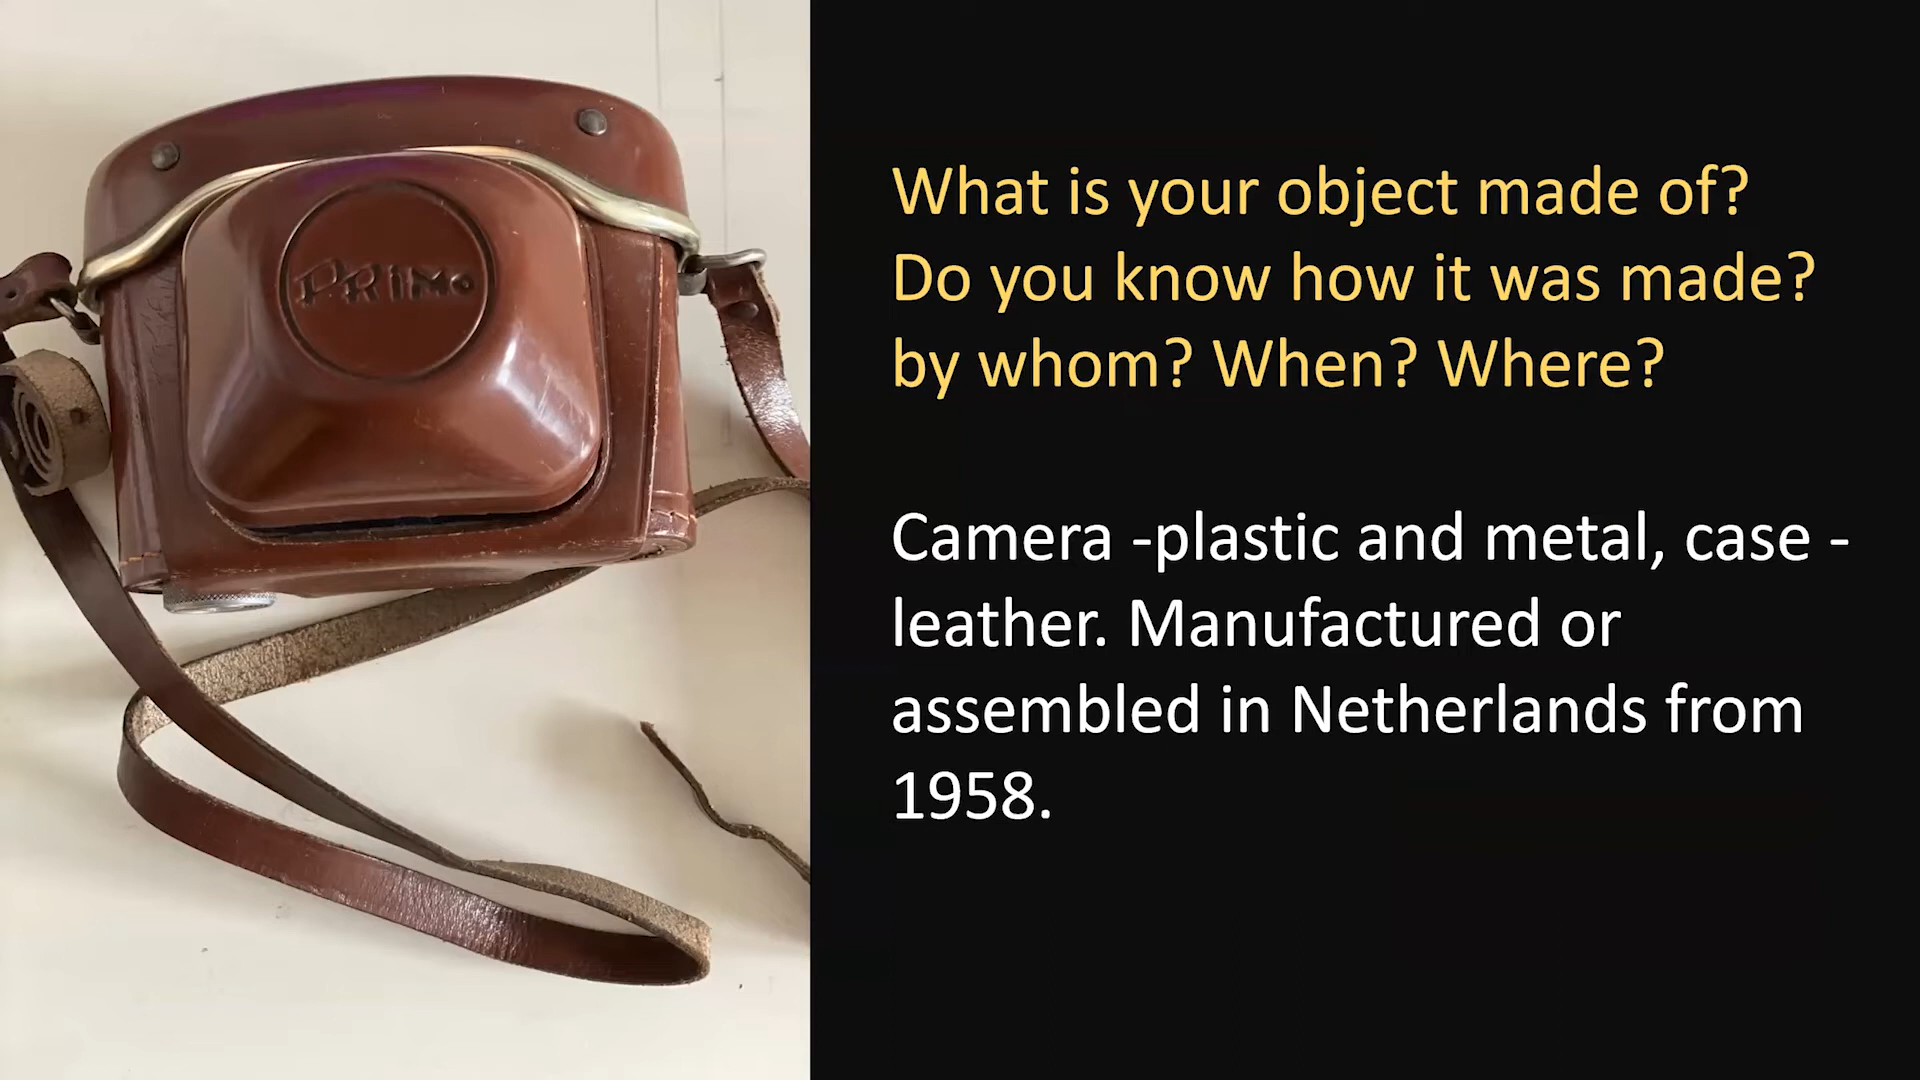 PRIMO
What is your object made of?
Do you know how it was made?
by whom? When? Where?
Camera -plastic and metal, case -
leather. Manufactured or
assembled in Netherlands from
1958.